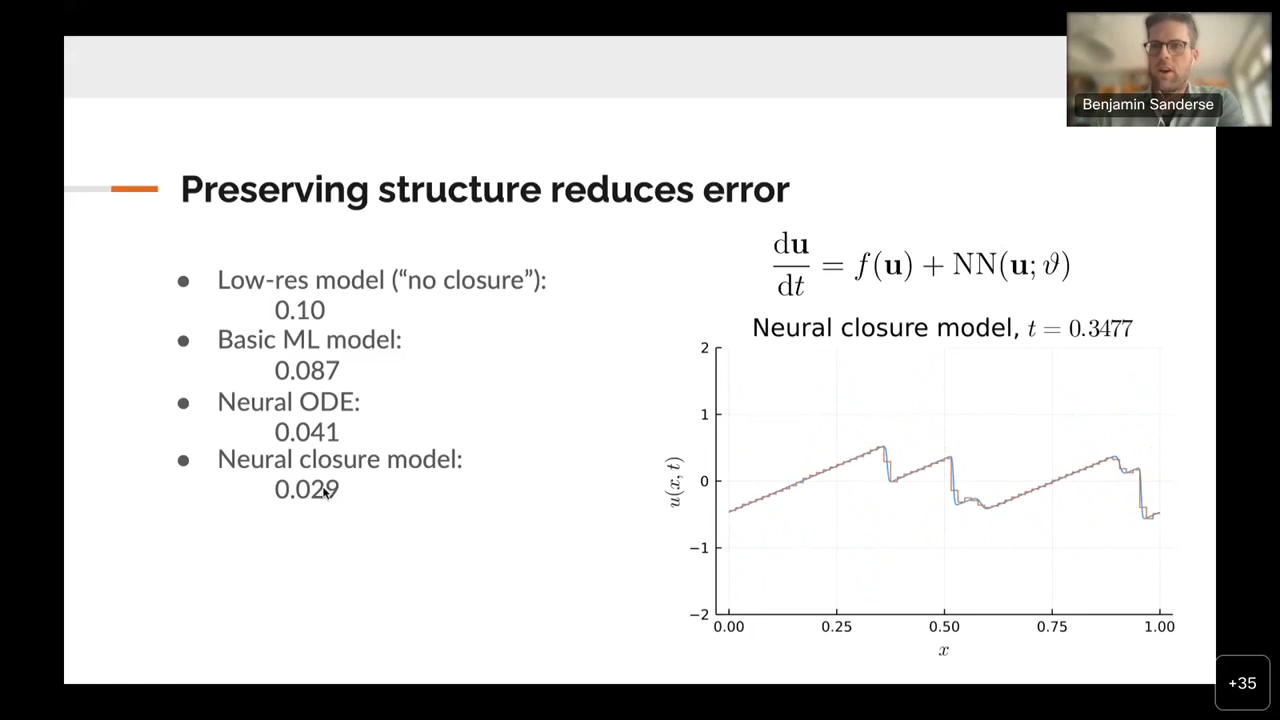 Benjamin Sanderse
Preserving structure reduces error
● Low-res model (“no closure”):
0.10
● Basic ML model:
0.087
● Neural ODE:
0.041
● Neural closure model:
0.029
du/dt = f(u) + NN(u; ϑ)
Neural closure model, t = 0.3477
2
1
0
−1
−2
u(x, t)
0.00 0.25 0.50 0.75 1.00
x
+35